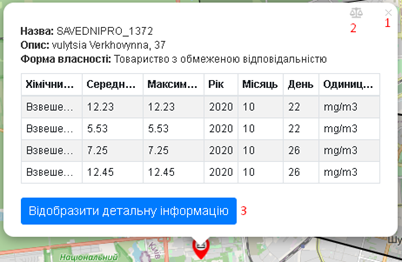 × 1
2
Назва: SAVEDNIPRO_1372
Опис: vulytsia Verkhovynna, 37
Форма власності: Товариство з обмеженою відповідальністю
Хімічни... Середн... Максим... Рік Місяць День Одиниц...
Взвеше... 12.23 12.23 2020 10 22 mg/m3
Взвеше... 5.53 5.53 2020 10 22 mg/m3
Взвеше... 7.25 7.25 2020 10 26 mg/m3
Взвеше... 12.45 12.45 2020 10 26 mg/m3
Відобразити детальну інформацію 3
Національний